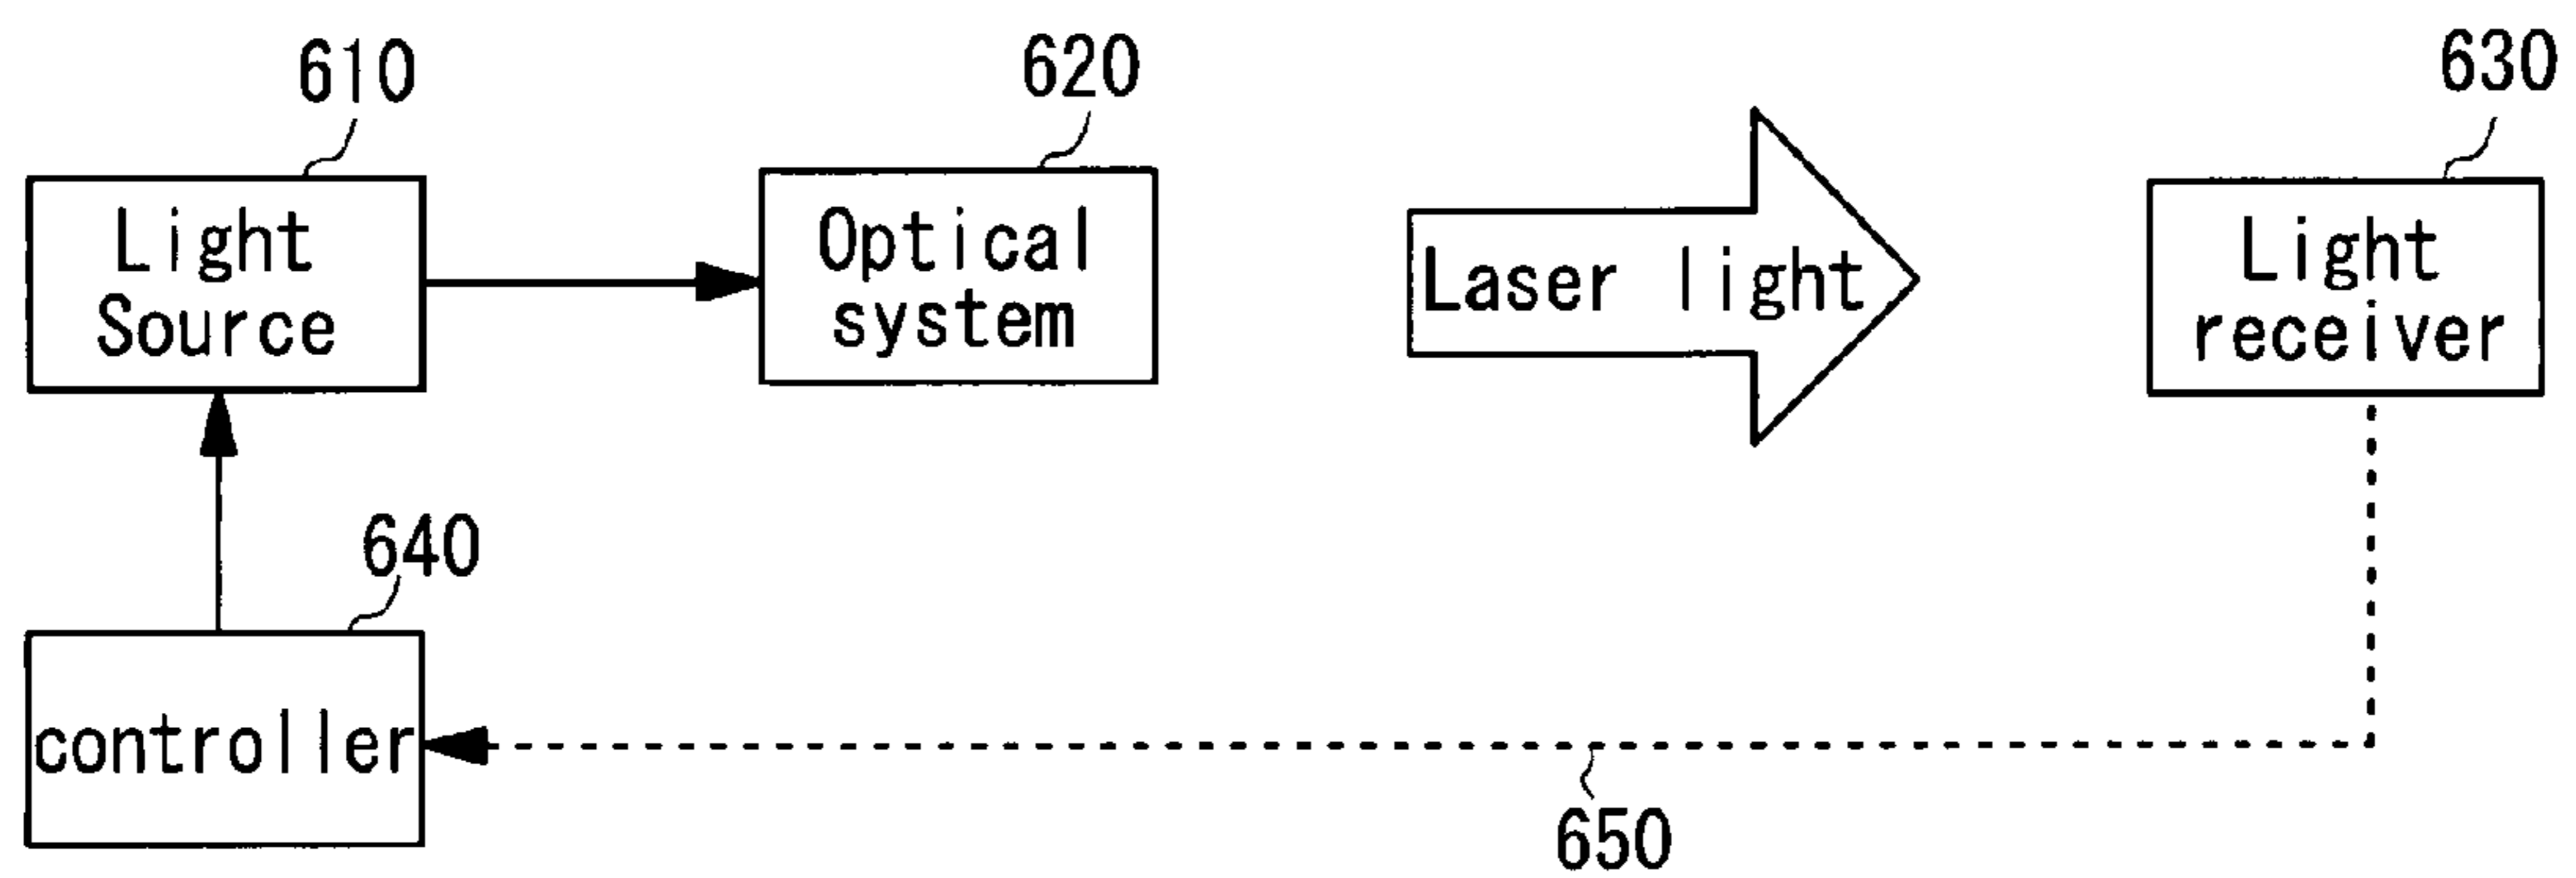 610
620
630
Light
Source
Optical
system
Laser light
Light
receiver
640
controller
650